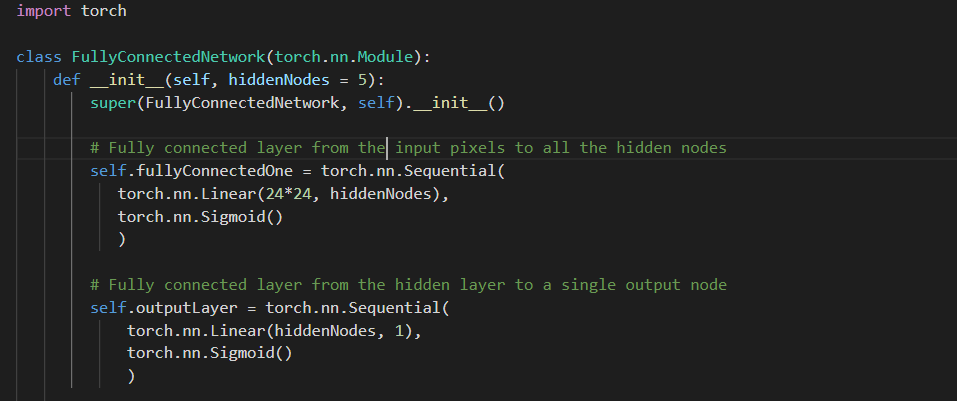 import torch
class FullyConnectedNetwork(torch.nn.Module):
def __init__(self, hiddenNodes = 5):
super(FullyConnectedNetwork, self).__init__()
# Fully connected layer from the input pixels to all the hidden nodes
self.fullyConnectedOne = torch.nn.Sequential(
torch.nn.Linear(24*24, hiddenNodes),
torch.nn.Sigmoid()
)
# Fully connected layer from the hidden layer to a single output node
self.outputLayer = torch.nn.Sequential(
torch.nn.Linear(hiddenNodes, 1),
torch.nn.Sigmoid()
)